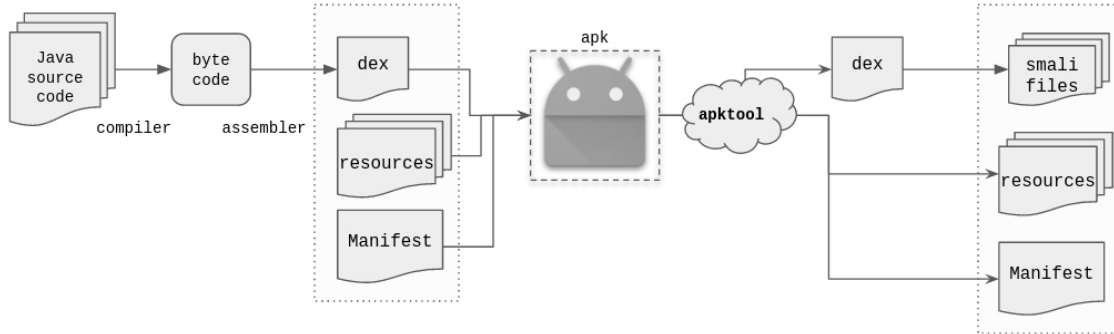 Java
source
code
compiler
byte
code
assembler
dex
resources
Manifest
apk
apktool
dex
smali
files
resources
Manifest